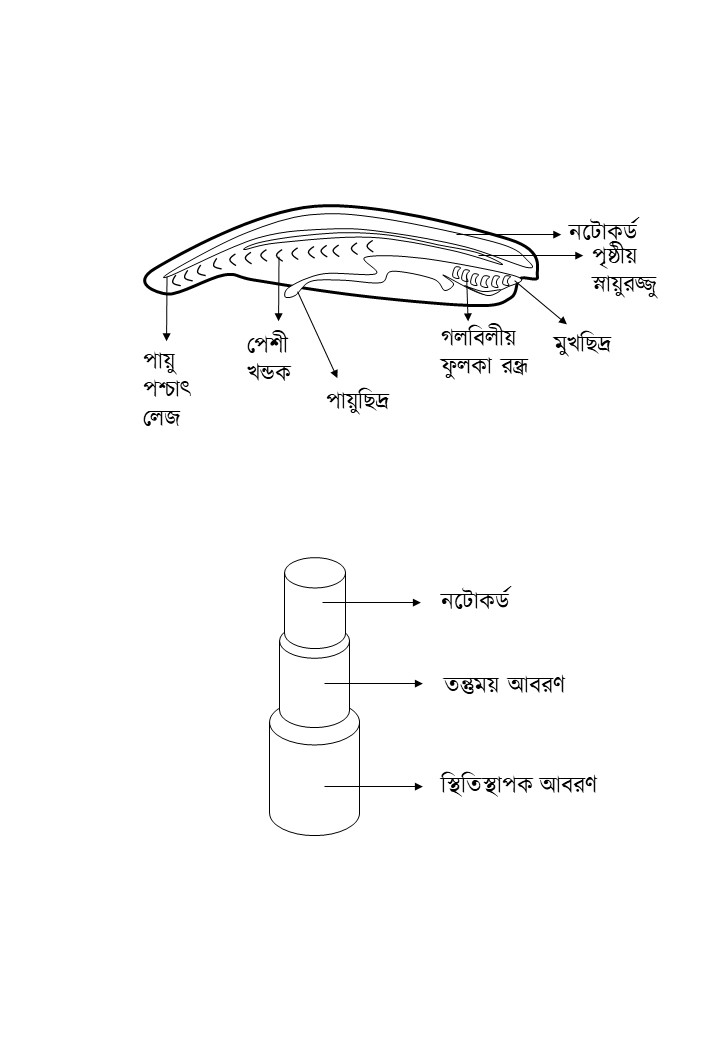 নটোকর্ড
পৃষ্ঠীয়
স্নায়ুরজ্জু
পায়ু
পশ্চাৎ
লেজ
পেশী
খন্ডক
পায়ুছিদ্র
গলবিলীয়
ফুলকা রন্ধ্র
মুখছিদ্র
নটোকর্ড
তন্তুময় আবরণ
স্থিতিস্থাপক আবরণ